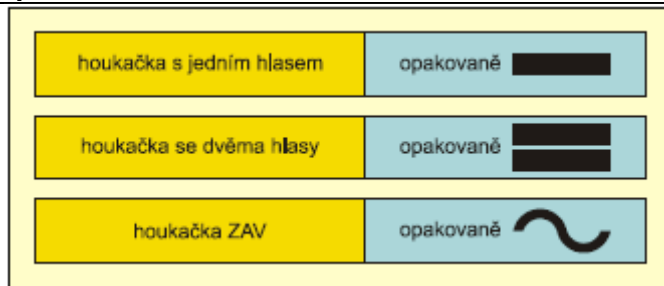 houkačka s jedním hlasem opakovaně
houkačka se dvěma hlasy opakovaně
houkačka ZAV opakovaně